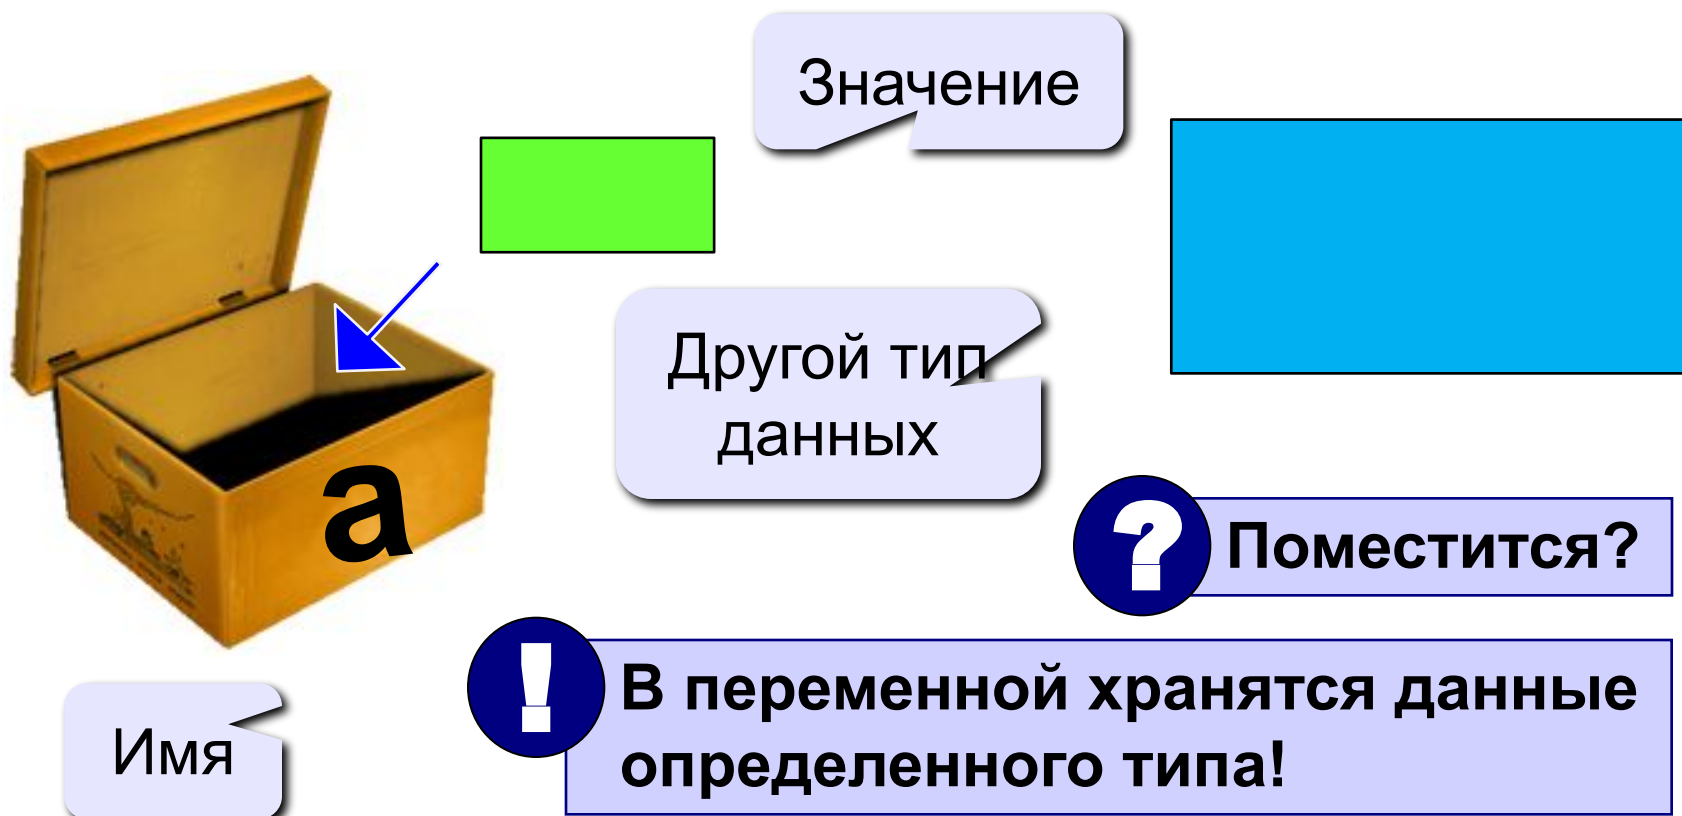 Значение
Другой тип
данных
a
?
Поместится?
!
В переменной хранятся данные
определенного типа!
Имя